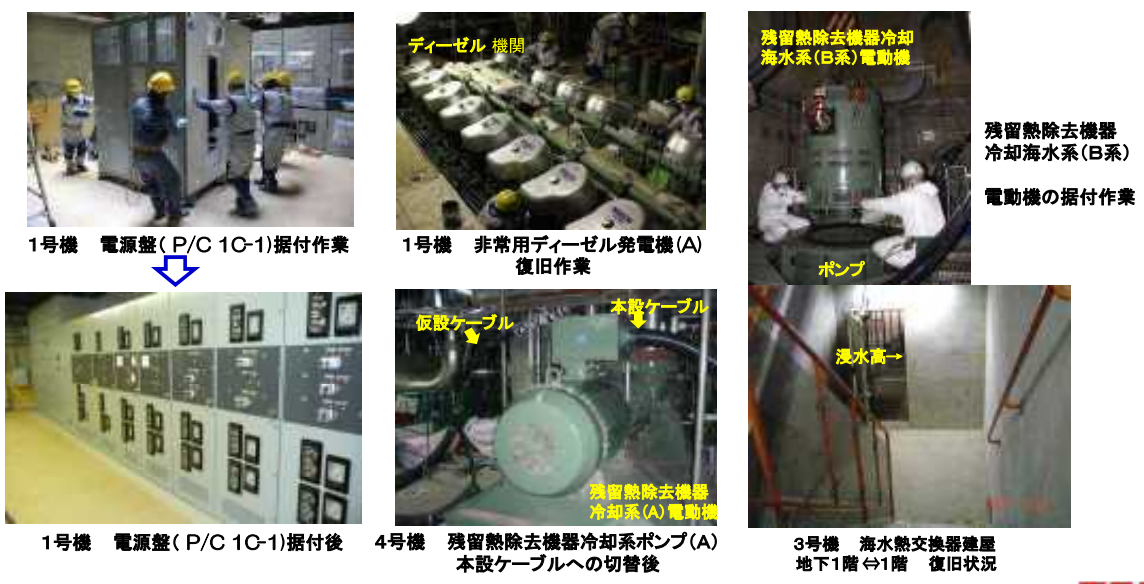 ディーゼル 機関
残留熱除去機器冷却
海水系(B系)電動機
ポンプ
残留熱除去機器
冷却海水系(B系)
電動機の据付作業
1号機 電源盤( P/C 1C-1)据付作業
1号機 非常用ディーゼル発電機(A)
復旧作業
仮設ケーブル
本設ケーブル
残留熱除去機器
冷却系(A)電動機
浸水高→
1号機 電源盤( P/C 1C-1)据付後
4号機 残留熱除去機器冷却系ポンプ(A)
本設ケーブルへの切替後
3号機 海水熱交換器建屋
地下1階⇔1階 復旧状況